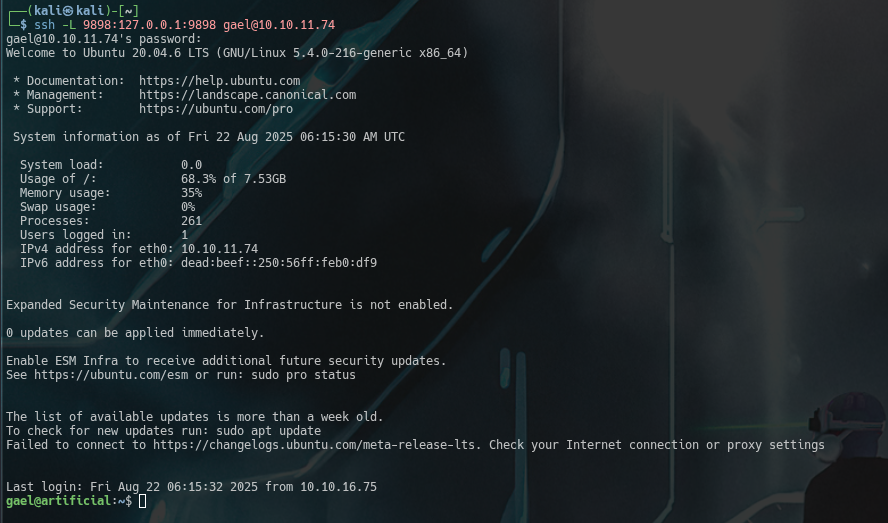 ┌──(kali㉿kali)-[~]
└─$ ssh -L 9898:127.0.0.1:9898 gael@10.10.11.74
gael@10.10.11.74's password:
Welcome to Ubuntu 20.04.6 LTS (GNU/Linux 5.4.0-216-generic x86_64)
* Documentation:  https://help.ubuntu.com
* Management:     https://landscape.canonical.com
* Support:        https://ubuntu.com/pro
System information as of Fri 22 Aug 2025 06:15:30 AM UTC
System load:           0.0
Usage of /:            68.3% of 7.53GB
Memory usage:          35%
Swap usage:            0%
Processes:             261
Users logged in:       1
IPv4 address for eth0: 10.10.11.74
IPv6 address for eth0: dead:beef::250:56ff:feb0:df9
Expanded Security Maintenance for Infrastructure is not enabled.
0 updates can be applied immediately.
Enable ESM Infra to receive additional future security updates.
See https://ubuntu.com/esm or run: sudo pro status
The list of available updates is more than a week old.
To check for new updates run: sudo apt update
Failed to connect to https://changelogs.ubuntu.com/meta-release-lts. Check your Internet connection or proxy settings
Last login: Fri Aug 22 06:15:32 2025 from 10.10.16.75
gael@artificial:~$